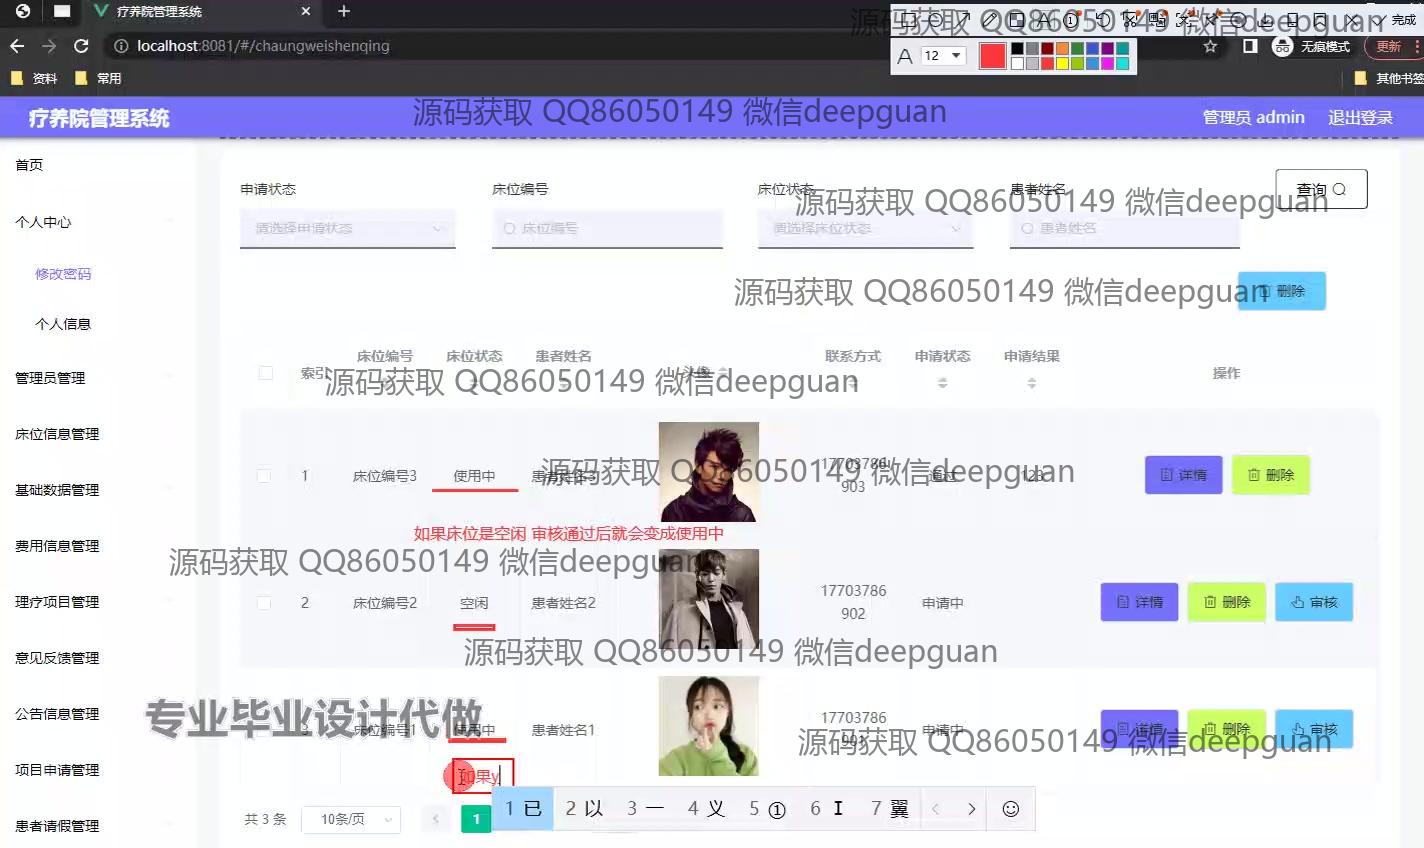 疗养院管理系统
源码获取 QQ86050149 微信deepguan
完成
localhost:8081/#/chaungweishenqing
A 12
无痕模式
更新
资料
常用
其他书签
疗养院管理系统
源码获取 QQ86050149 微信deepguan
管理员 admin
退出登录
首页
个人中心
修改密码
个人信息
管理员管理
床位信息管理
基础数据管理
费用信息管理
理疗项目管理
意见反馈管理
公告信息管理
项目申请管理
患者请假管理
申请状态
床位编号
床位状态
患者姓名
查询
源码获取 QQ86050149 微信deepguan
请选择申请状态
床位编号
请选择床位状态
患者姓名
源码获取 QQ86050149 微信deepguan
删除
索引
床位编号
床位状态
患者姓名
头像
联系方式
申请状态
申请结果
操作
源码获取 QQ86050149 微信deepguan
1 床位编号3 使用中 患者姓名3 17703786903 通过 123 详情 删除
源码获取 QQ86050149 微信deepguan
如果床位是空闲 审核通过后就会变成使用中
源码获取 QQ86050149 微信deepguan
2 床位编号2 空闲 患者姓名2 17703786902 申请中 详情 删除 审核
源码获取 QQ86050149 微信deepguan
专业毕业设计代做
3 床位编号1 使用中 患者姓名1 17703786901 申请中 详情 删除 审核
源码获取 QQ86050149 微信deepguan
如果y
1 已 2 以 3 一 4 义 5 ① 6 I 7 翼
共 3 条
10条/页
1